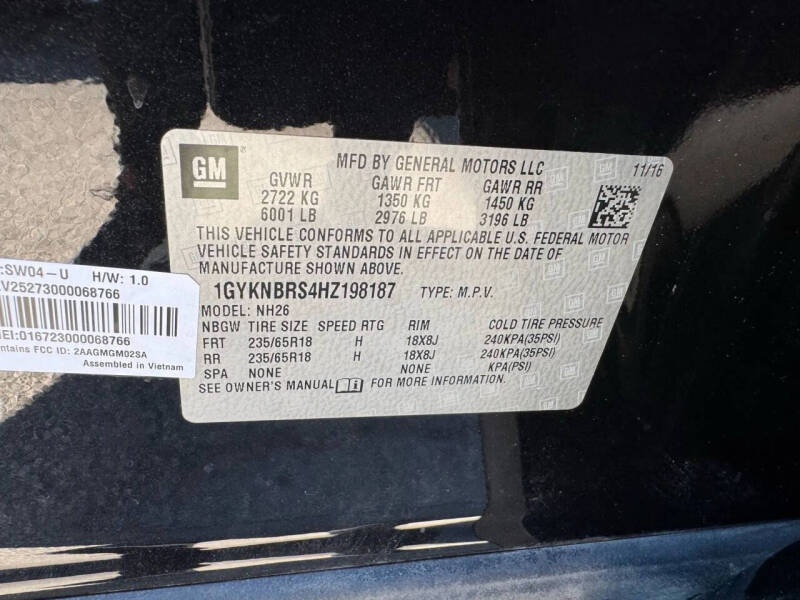 GM
MFD BY GENERAL MOTORS LLC 11/16
GVWR GAWR FRT GAWR RR
2722 KG 1350 KG 1450 KG
6001 LB 2976 LB 3196 LB
THIS VEHICLE CONFORMS TO ALL APPLICABLE U.S. FEDERAL MOTOR
VEHICLE SAFETY STANDARDS IN EFFECT ON THE DATE OF
MANUFACTURE SHOWN ABOVE.
1GYKNBRS4HZ198187 TYPE: M.P.V.
MODEL: NH26
NBGW TIRE SIZE SPEED RTG RIM COLD TIRE PRESSURE
FRT 235/65R18 H 18X8J 240KPA(35PSI)
RR 235/65R18 H 18X8J 240KPA(35PSI)
SPA NONE NONE KPA(PSI)
SEE OWNER'S MANUAL FOR MORE INFORMATION.
:SW04-U H/W: 1.0
V25273000068766
EI:016723000068766
ntains FCC ID: 2AAGMGM02SA
Assembled in Vietnam